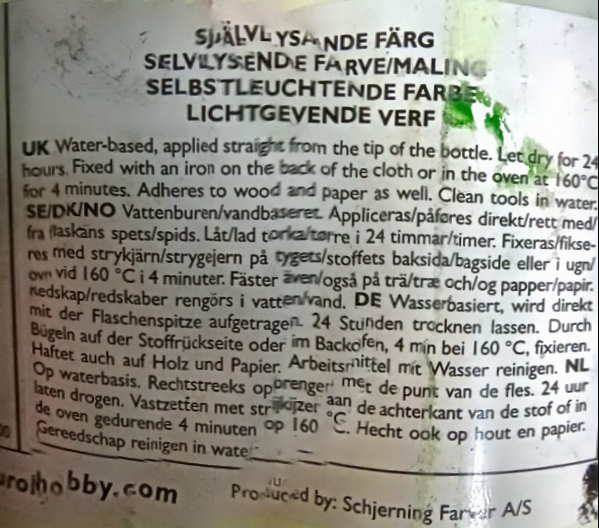 SJÄLVLYSANDE FÄRG
SELVLYSENDE FARVE/MALING
SELBSTLEUCHTENDE FARBE
LICHTGEVENDE VERF
UK Water-based, applied straight from the tip of the bottle. Let dry for 24
hours. Fixed with an iron on the back of the cloth or in the oven at 160°C
for 4 minutes. Adheres to wood and paper as well. Clean tools in water.
SE/DK/NO Vattenburen/vandbaseret. Appliceras/påføres direkt/rett med/
fra flaskans spets/spids. Låt/lad torka/tørre i 24 timmar/timer. Fixeras/fikse-
res med strykjärn/strygejern på tygets/stoffets baksida/bagside eller i ugn/
ovn vid 160 °C i 4 minuter. Fäster även/også på trä/træ och/og papper/papir.
Redskap/redskaber rengörs i vatten/vand. DE Wasserbasiert, wird direkt
mit der Flaschenspitze aufgetragen. 24 Stunden trocknen lassen. Durch
Bügeln auf der Stoffrückseite oder im Backofen, 4 min bei 160 °C, fixieren.
Haftet auch auf Holz und Papier. Arbeitsmittel mit Wasser reinigen. NL
Op waterbasis. Rechtstreeks opbrengen met de punt van de fles. 24 uur
laten drogen. Vastzetten met strijkijzer aan de achterkant van de stof of in
de oven gedurende 4 minuten op 160 °C. Hecht ook op hout en papier.
Gereedschap reinigen in water
hobby.com
Produced by: Schjerning Farver A/S